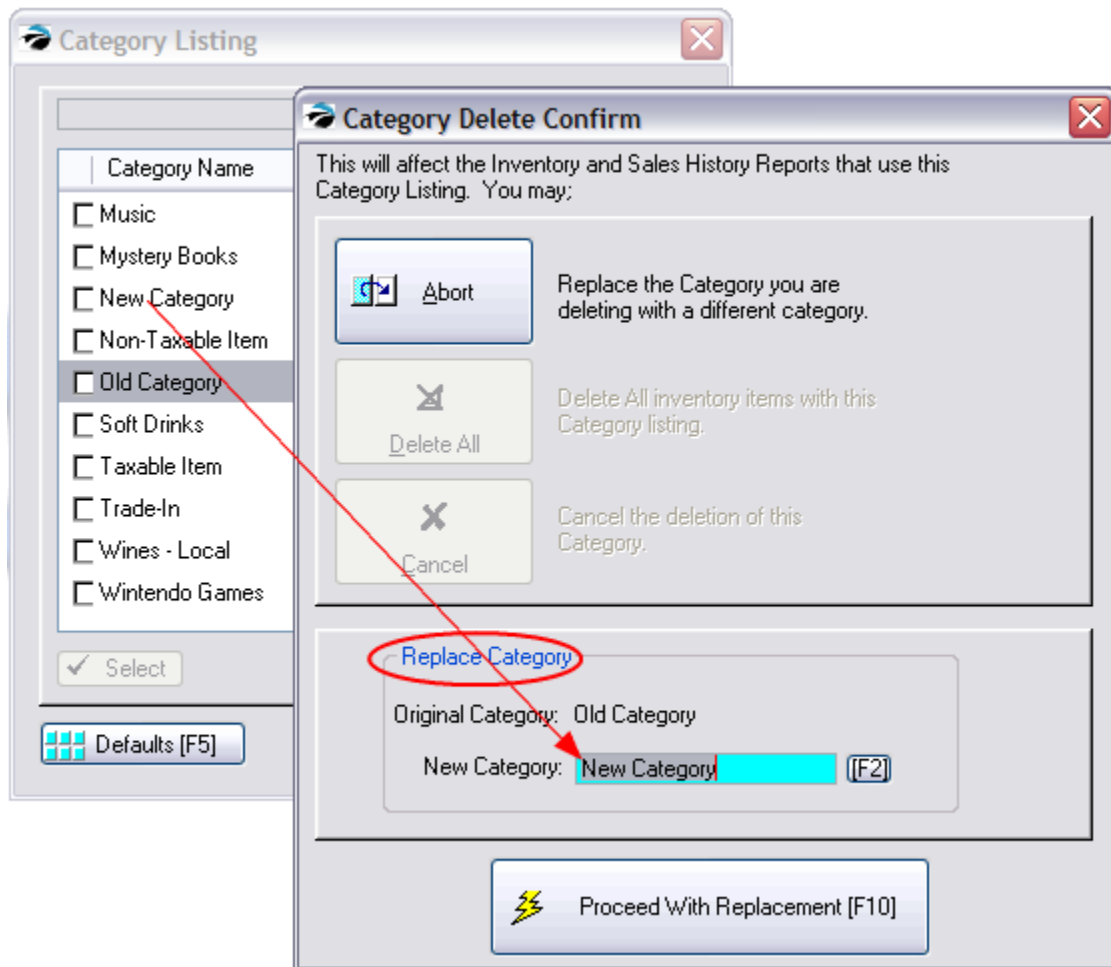 Category Listing
Category Name
Music
Mystery Books
New Category
Non-Taxable Item
Old Category
Soft Drinks
Taxable Item
Trade-In
Wines - Local
Wintendo Games
Select
Defaults [F5]
Category Delete Confirm
This will affect the Inventory and Sales History Reports that use this
Category Listing. You may;
Abort
Replace the Category you are
deleting with a different category.
Delete All
Delete All inventory items with this
Category listing.
Cancel
Cancel the deletion of this
Category.
Replace Category
Original Category: Old Category
New Category: New Category [F2]
Proceed With Replacement [F10]